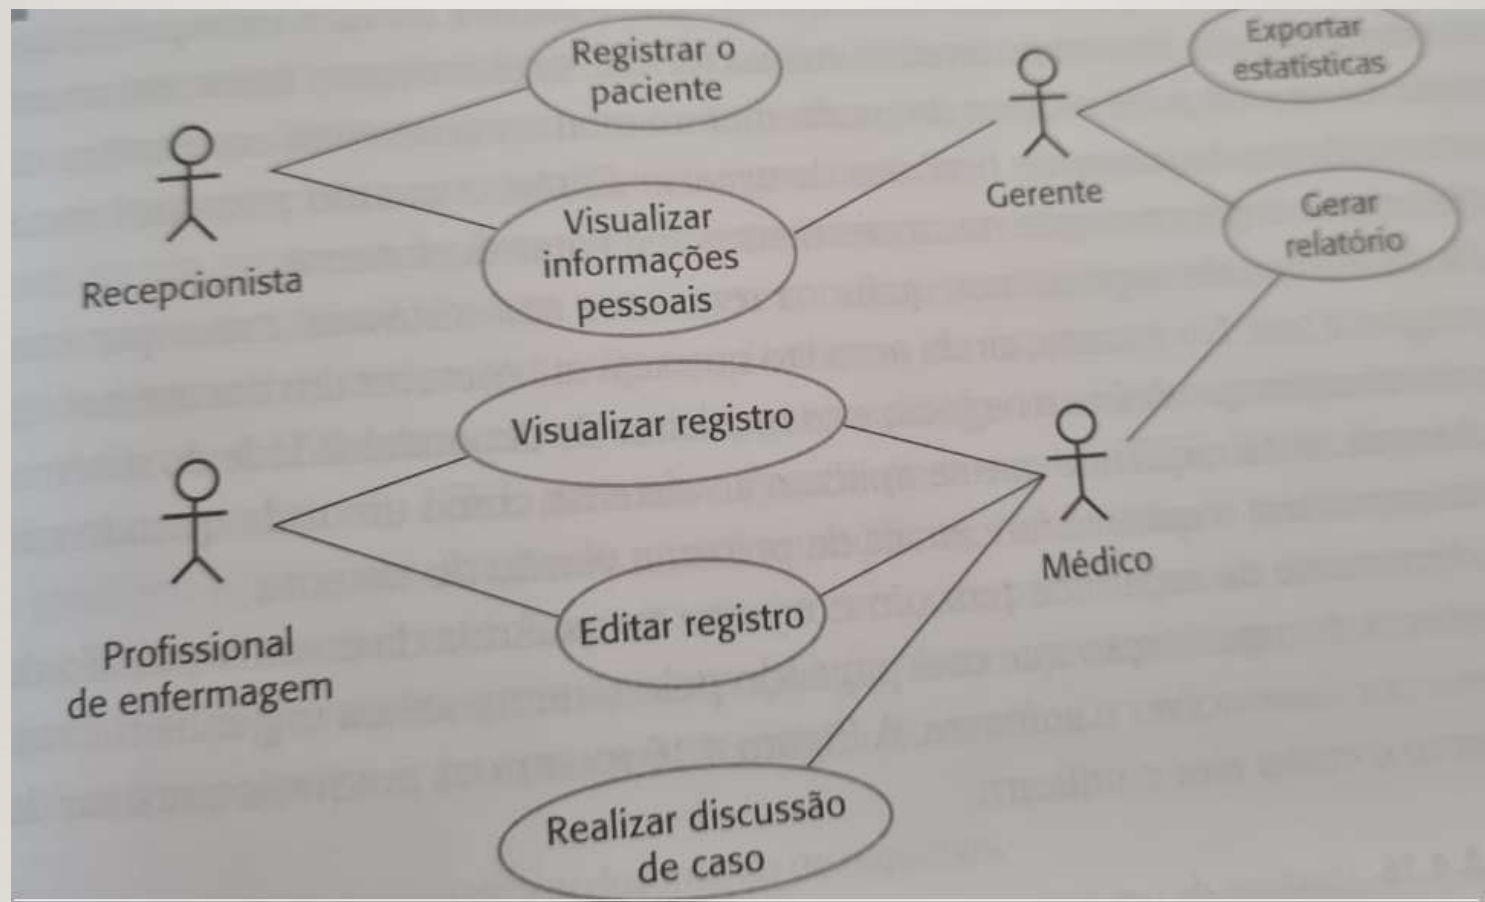 Registrar o
paciente
Exportar
estatísticas
Gerente
Visualizar
informações
pessoais
Gerar
relatório
Recepcionista
Visualizar registro
Médico
Editar registro
Profissional
de enfermagem
Realizar discussão
de caso